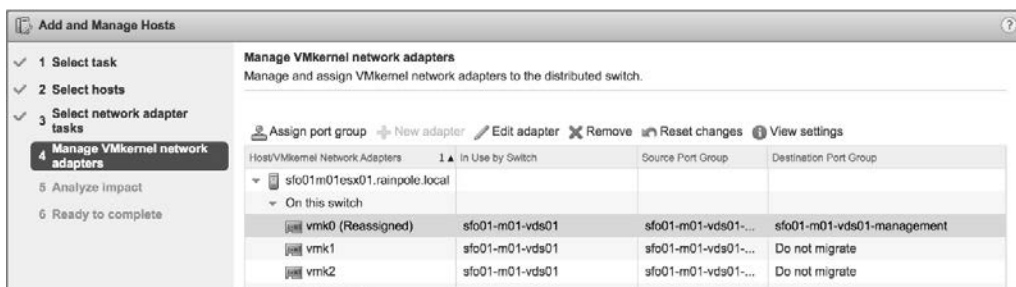 Add and Manage Hosts
?
1 Select task
2 Select hosts
3 Select network adapter
tasks
4 Manage VMkernel network
adapters
5 Analyze impact
6 Ready to complete
Manage VMkernel network adapters
Manage and assign VMkernel network adapters to the distributed switch.
Assign port group New adapter Edit adapter Remove Reset changes View settings
Host/VMkernel Network Adapters 1 In Use by Switch Source Port Group Destination Port Group
sfo01m01esx01.rainpole.local
On this switch
vmk0 (Reassigned) sfo01-m01-vds01 sfo01-m01-vds01-... sfo01-m01-vds01-management
vmk1 sfo01-m01-vds01 sfo01-m01-vds01-... Do not migrate
vmk2 sfo01-m01-vds01 sfo01-m01-vds01-... Do not migrate